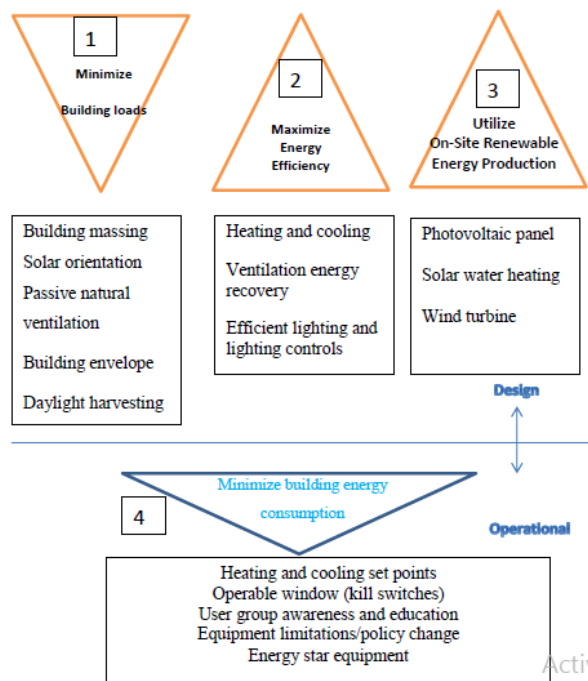 1
Minimize
Building loads
2
Maximize
Energy
Efficiency
3
Utilize
On-Site Renewable
Energy Production
Building massing
Solar orientation
Passive natural
ventilation
Building envelope
Daylight harvesting
Heating and cooling
Ventilation energy
recovery
Efficient lighting and
lighting controls
Photovoltaic panel
Solar water heating
Wind turbine
Design
Minimize building energy
consumption
4
Operational
Heating and cooling set points
Operable window (kill switches)
User group awareness and education
Equipment limitations/policy change
Energy star equipment